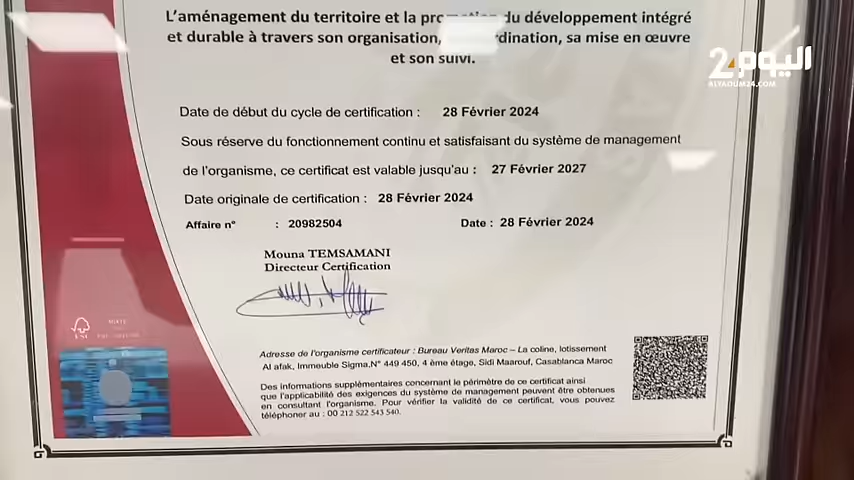 L'aménagement du territoire et la promotion du développement intégré
et durable à travers son organisation, sa mise en œuvre
et son suivi.
Date de début du cycle de certification : 28 Février 2024
Sous réserve du fonctionnement continu et satisfaisant du système de management
de l'organisme, ce certificat est valable jusqu'au : 27 Février 2027
Date originale de certification : 28 Février 2024
Affaire n° : 20982504 Date : 28 Février 2024
Mouna TEMSAMANI
Directeur Certification
Adresse de l'organisme certificateur : Bureau Veritas Maroc – La coline, lotissement
Al afak, Immeuble Sigma,N° 449 450, 4 ème étage, Sidi Maarouf, Casablanca Maroc
Des informations supplémentaires concernant le périmètre de ce certificat ainsi
que l'applicabilité des exigences du système de management peuvent être obtenues
en consultant l'organisme. Pour vérifier la validité de ce certificat, vous pouvez
téléphoner au : 00 212 522 543 540.
FSC
اليوم24
ALYAOUM24.COM